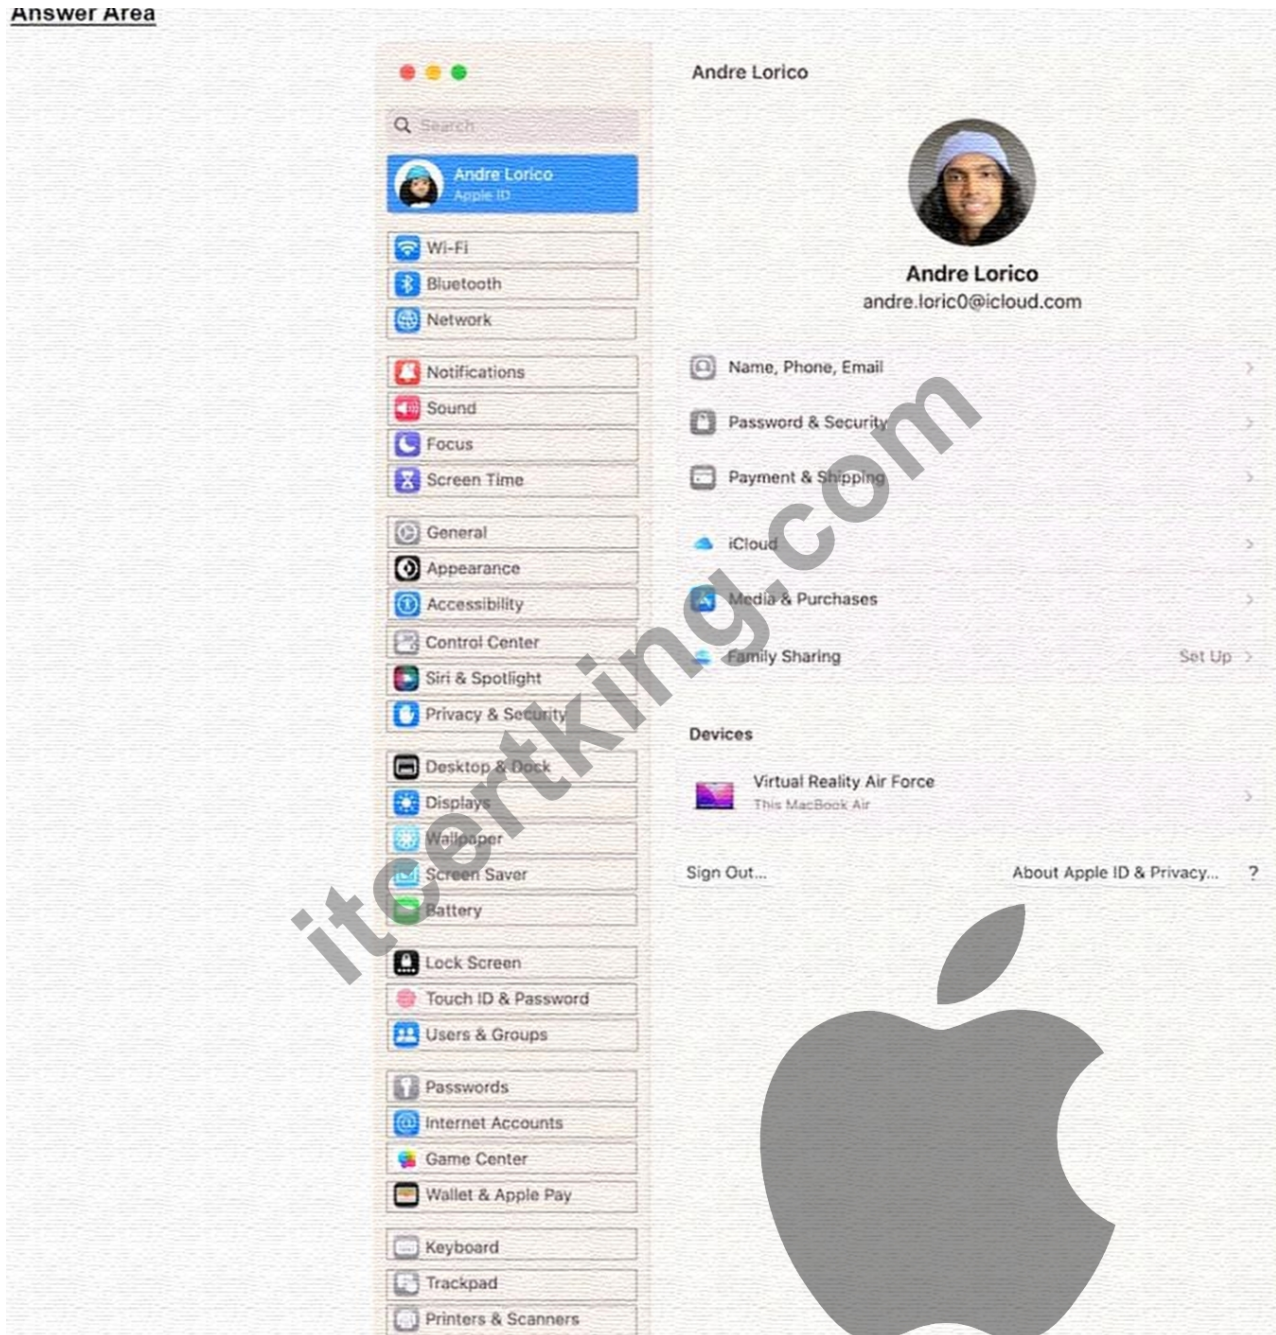 Answer Area
Andre Lorico
Search
Andre Lorico
Apple ID
Wi-Fi
Bluetooth
Network
Notifications
Sound
Focus
Screen Time
General
Appearance
Accessibility
Control Center
Siri & Spotlight
Privacy & Security
Desktop & Dock
Displays
Wallpaper
Screen Saver
Battery
Lock Screen
Touch ID & Password
Users & Groups
Passwords
Internet Accounts
Game Center
Wallet & Apple Pay
Keyboard
Trackpad
Printers & Scanners
Andre Lorico
andre.loric0@icloud.com
Name, Phone, Email
Password & Security
Payment & Shipping
iCloud
Media & Purchases
Family Sharing Set Up
Devices
Virtual Reality Air Force
This MacBook Air
Sign Out... About Apple ID & Privacy... ?
itcertking.com